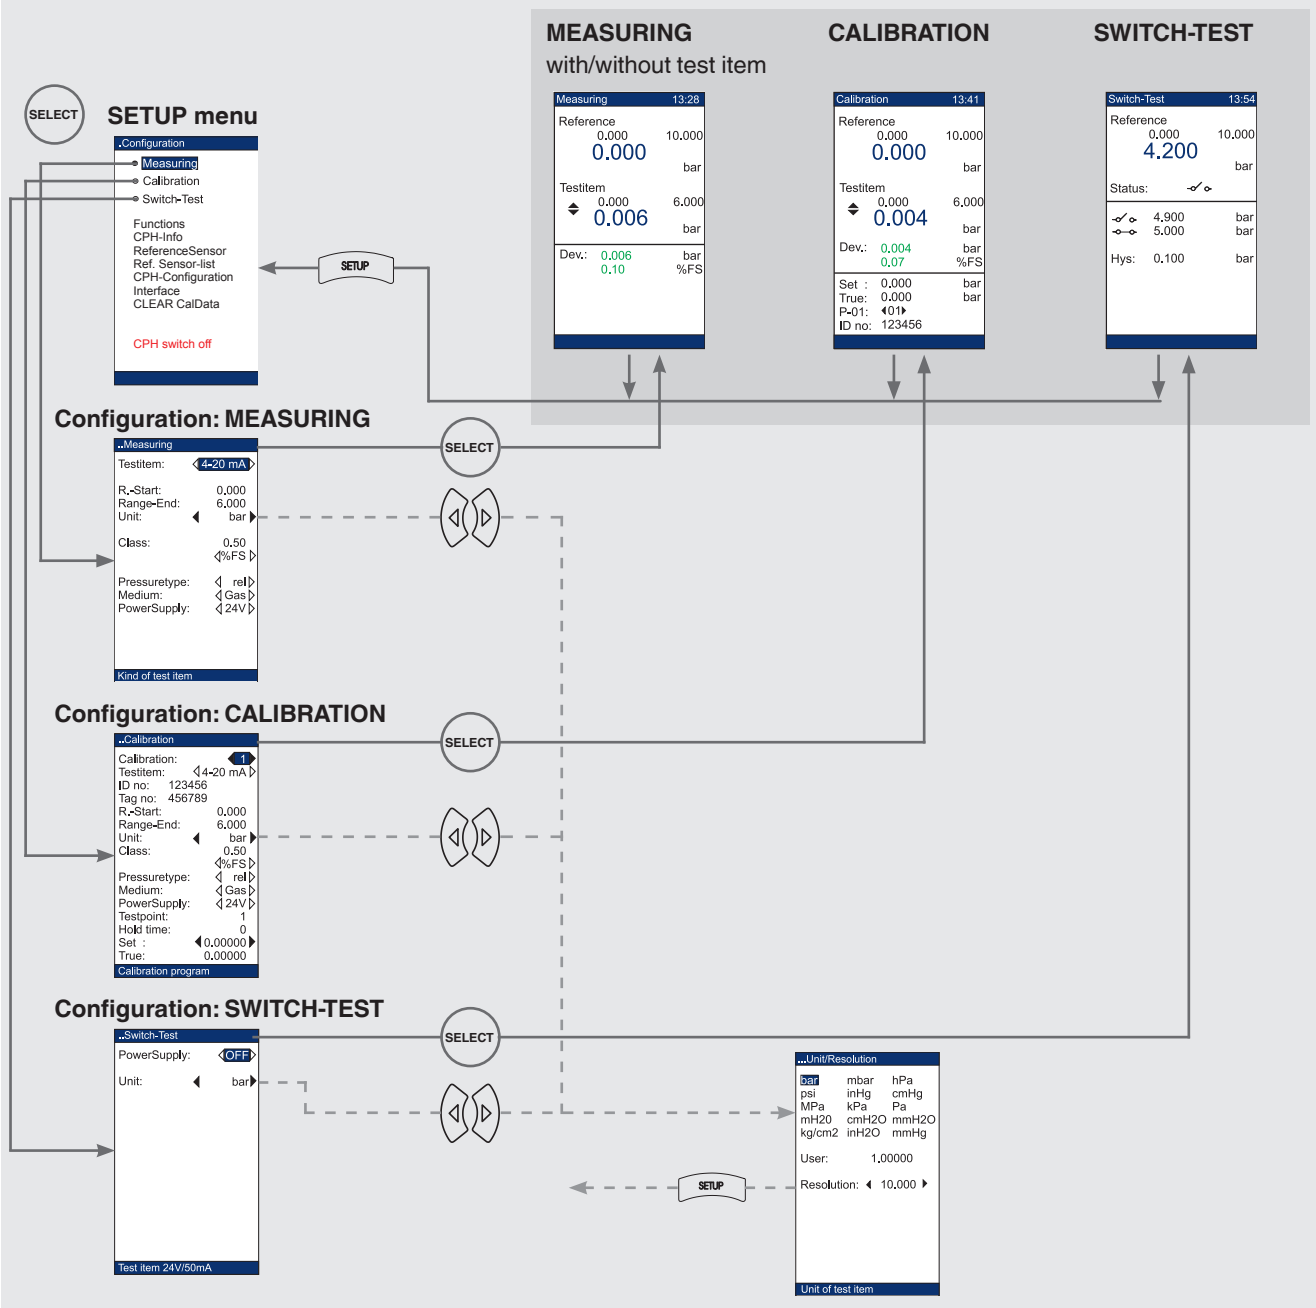 MEASURING
with/without test item
CALIBRATION
SWITCH-TEST
Measuring 13:28
Reference
0.000 10.000
0.000
bar
Testitem
0.000 6.000
0.006
bar
Dev.: 0.006 bar
0.10 %FS
Calibration 13:41
Reference
0.000 10.000
0.000
bar
Testitem
0.000 6.000
0.004
bar
Dev.: 0.004 bar
0.07 %FS
Set : 0.000 bar
True: 0.000 bar
P-01: 01
ID no: 123456
Switch-Test 13:54
Reference
0.000 10.000
4.200
bar
Status:
4.900 bar
5.000 bar
Hys: 0.100 bar
SELECT
SETUP menu
.Configuration
Measuring
Calibration
Switch-Test
Functions
CPH-Info
ReferenceSensor
Ref. Sensor-list
CPH-Configuration
Interface
CLEAR CalData
CPH switch off
SETUP
Configuration: MEASURING
..Measuring
Testitem: 4-20 mA
R.-Start: 0.000
Range-End: 6.000
Unit: bar
Class: 0.50
%FS
Pressuretype: rel
Medium: Gas
PowerSupply: 24V
Kind of test item
SELECT
Configuration: CALIBRATION
..Calibration
Calibration: 1
Testitem: 4-20 mA
ID no: 123456
Tag no: 456789
R.-Start: 0.000
Range-End: 6.000
Unit: bar
Class: 0.50
%FS
Pressuretype: rel
Medium: Gas
PowerSupply: 24V
Testpoint: 1
Hold time: 0
Set : 0.00000
True: 0.00000
Calibration program
SELECT
Configuration: SWITCH-TEST
..Switch-Test
PowerSupply: OFF
Unit: bar
Test item 24V/50mA
SELECT
...Unit/Resolution
bar mbar hPa
psi inHg cmHg
MPa kPa Pa
mH20 cmH2O mmH2O
kg/cm2 inH2O mmHg
User: 1.00000
Resolution: 10.000
Unit of test item
SETUP